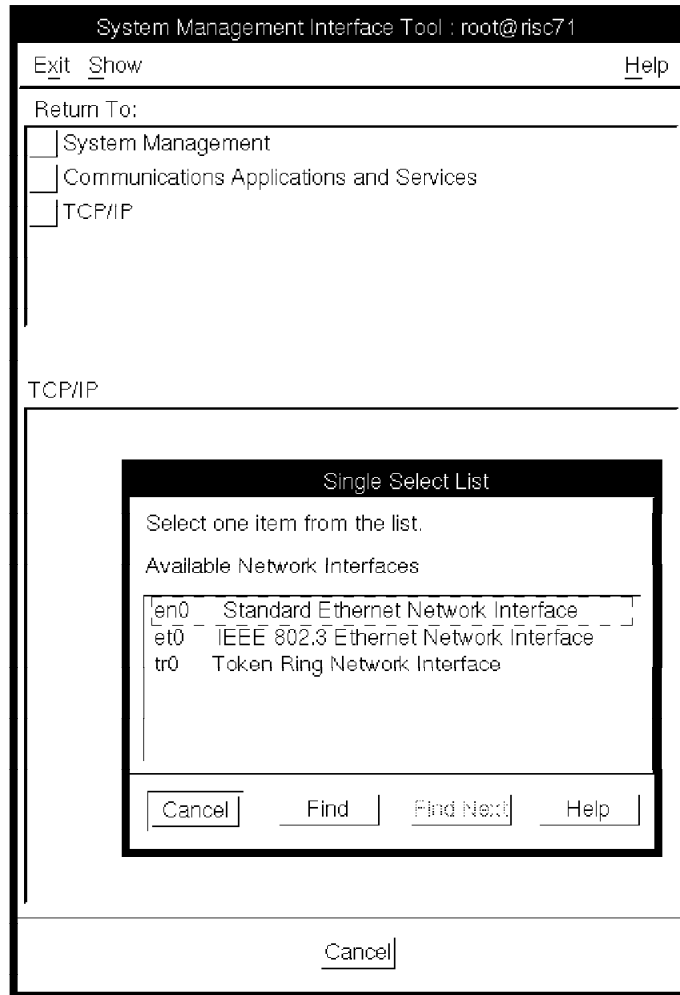 System Management Interface Tool : root@risc71
Exit Show Help
Return To:
System Management
Communications Applications and Services
TCP/IP
TCP/IP
Single Select List
Select one item from the list.
Available Network Interfaces
en0 Standard Ethernet Network Interface
et0 IEEE 802.3 Ethernet Network Interface
tr0 Token Ring Network Interface
Cancel Find Find Next Help
Cancel